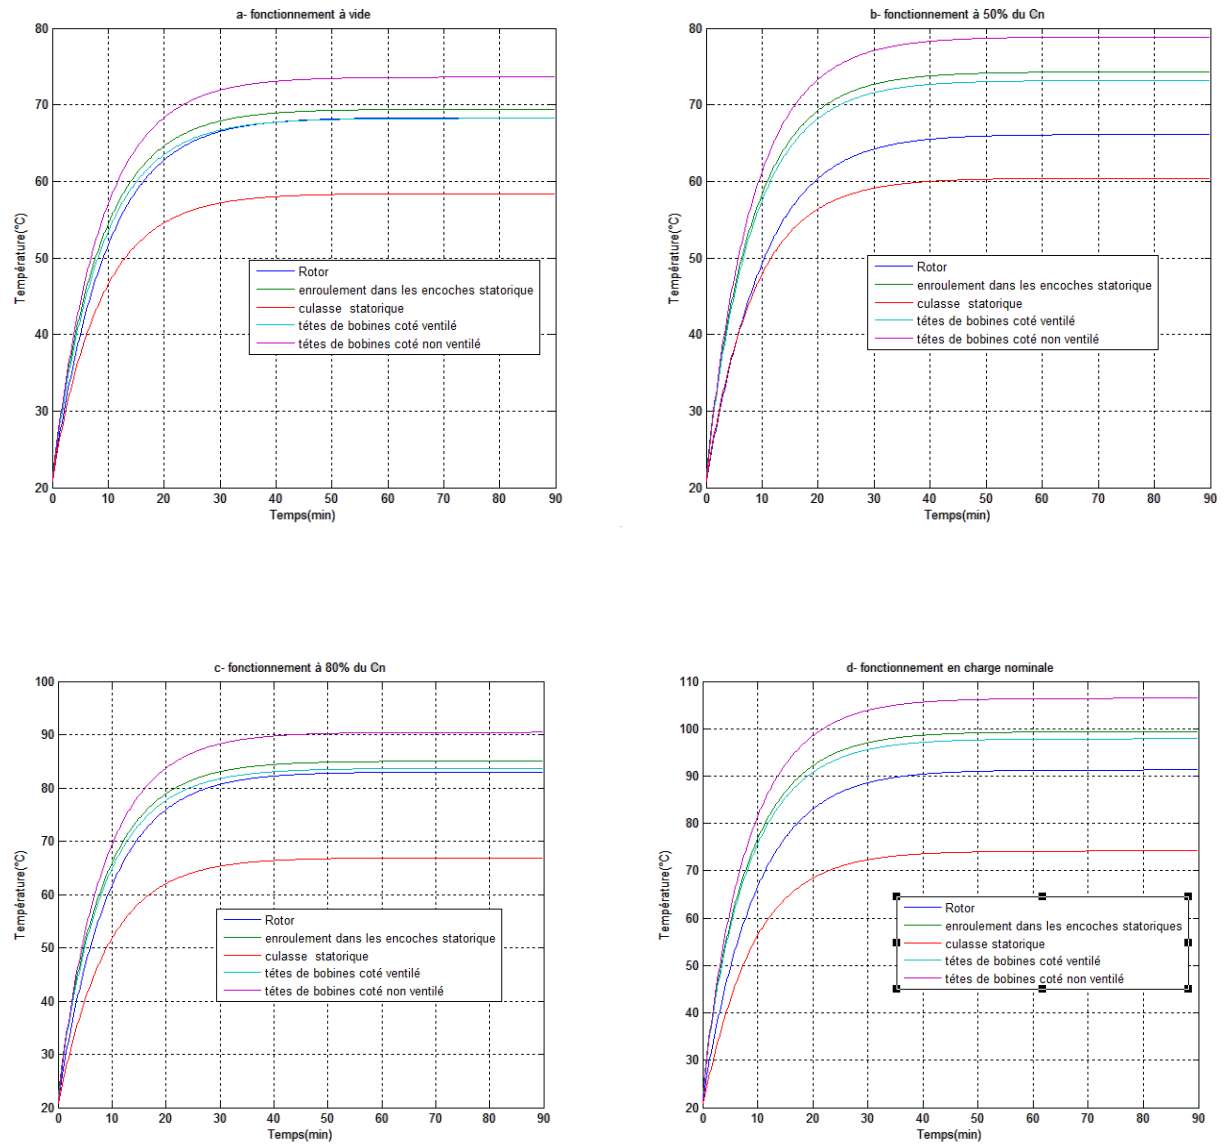 a- fonctionnement à vide
80
70
60
50
40
30
20
Température(°C)
0 10 20 30 40 50 60 70 80 90
Temps(min)
Rotor
enroulement dans les encoches statorique
culasse statorique
tétes de bobines coté ventilé
tétes de bobines coté non ventilé
b- fonctionnement à 50% du Cn
80
70
60
50
40
30
20
Température(°C)
0 10 20 30 40 50 60 70 80 90
Temps(min)
Rotor
enroulement dans les encoches statorique
culasse statorique
tétes de bobines coté ventilé
tétes de bobines coté non ventilé
c- fonctionnement à 80% du Cn
100
90
80
70
60
50
40
30
20
Température(°C)
0 10 20 30 40 50 60 70 80 90
Temps(min)
Rotor
enroulement dans les encoches statorique
culasse statorique
tétes de bobines coté ventilé
tétes de bobines coté non ventilé
d- fonctionnement en charge nominale
110
100
90
80
70
60
50
40
30
20
Température(°C)
0 10 20 30 40 50 60 70 80 90
Temps(min)
Rotor
enroulement dans les encoches statoriques
culasse statorique
tétes de bobines coté ventilé
tétes de bobines coté non ventilé